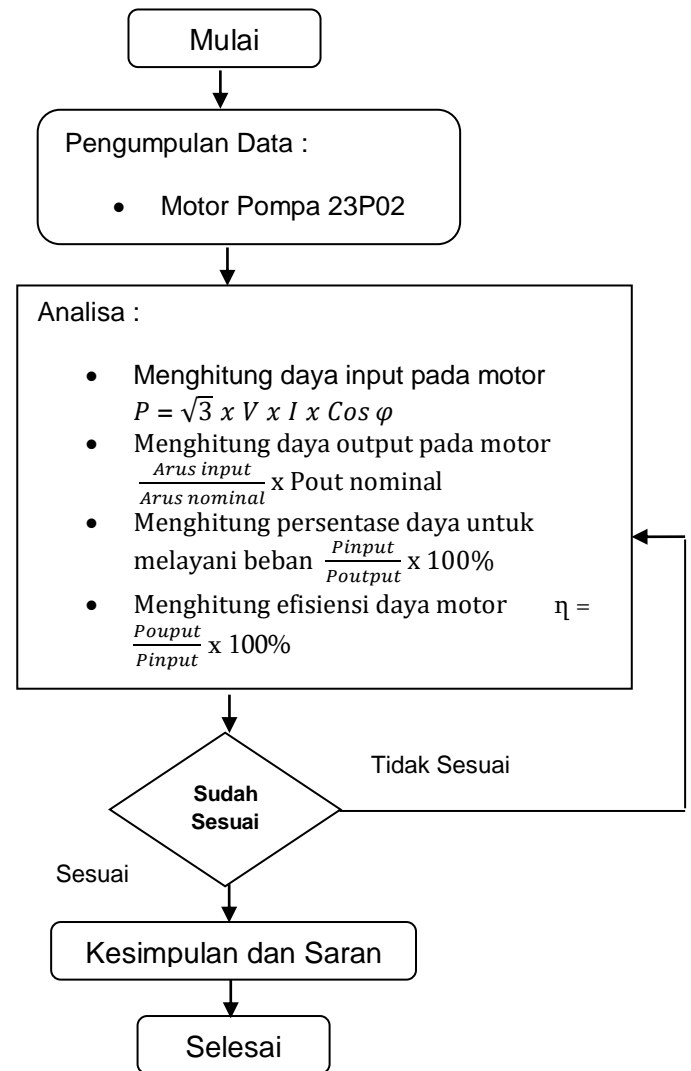 Mulai
Pengumpulan Data :
• Motor Pompa 23P02
Analisa :
• Menghitung daya input pada motor
P = √3 x V x I x Cos φ
• Menghitung daya output pada motor
Arus input / Arus nominal x Pout nominal
• Menghitung persentase daya untuk
melayani beban Pinput / Poutput x 100%
• Menghitung efisiensi daya motor η =
Pouput / Pinput x 100%
Tidak Sesuai
Sudah
Sesuai
Sesuai
Kesimpulan dan Saran
Selesai